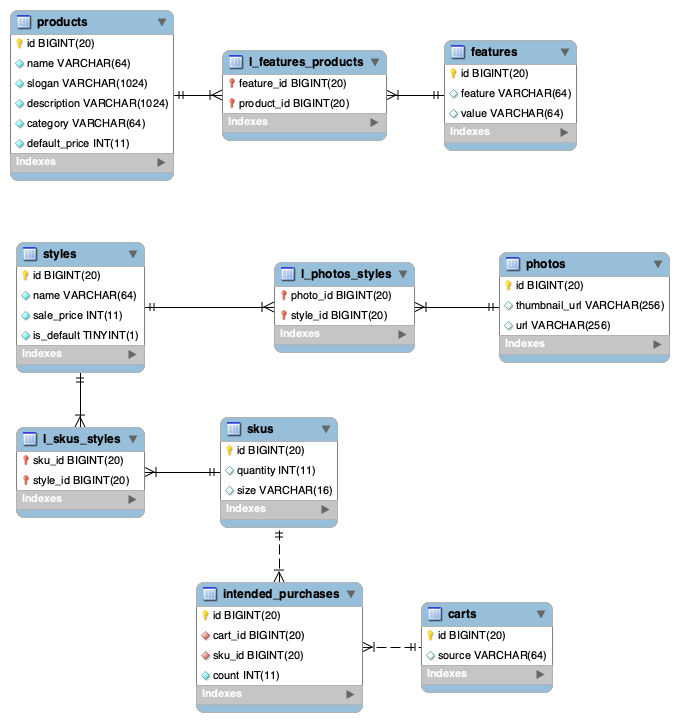 products
id BIGINT(20)
name VARCHAR(64)
slogan VARCHAR(1024)
description VARCHAR(1024)
category VARCHAR(64)
default_price INT(11)
Indexes
l_features_products
feature_id BIGINT(20)
product_id BIGINT(20)
Indexes
features
id BIGINT(20)
feature VARCHAR(64)
value VARCHAR(64)
Indexes
styles
id BIGINT(20)
name VARCHAR(64)
sale_price INT(11)
is_default TINYINT(1)
Indexes
l_photos_styles
photo_id BIGINT(20)
style_id BIGINT(20)
Indexes
photos
id BIGINT(20)
thumbnail_url VARCHAR(256)
url VARCHAR(256)
Indexes
l_skus_styles
sku_id BIGINT(20)
style_id BIGINT(20)
Indexes
skus
id BIGINT(20)
quantity INT(11)
size VARCHAR(16)
Indexes
intended_purchases
id BIGINT(20)
cart_id BIGINT(20)
sku_id BIGINT(20)
count INT(11)
Indexes
carts
id BIGINT(20)
source VARCHAR(64)
Indexes